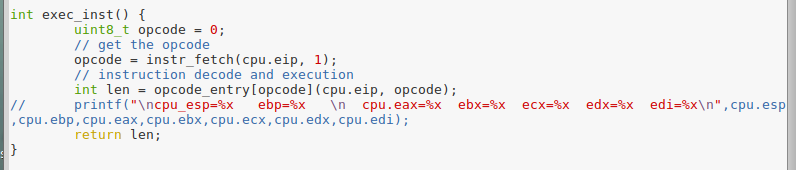 int exec_inst() {
        uint8_t opcode = 0;
        // get the opcode
        opcode = instr_fetch(cpu.eip, 1);
        // instruction decode and execution
        int len = opcode_entry[opcode](cpu.eip, opcode);
//      printf("\ncpu_esp=%x   ebp=%x   \n  cpu.eax=%x  ebx=%x  ecx=%x  edx=%x  edi=%x\n",cpu.esp
,cpu.ebp,cpu.eax,cpu.ebx,cpu.ecx,cpu.edx,cpu.edi);
        return len;
}